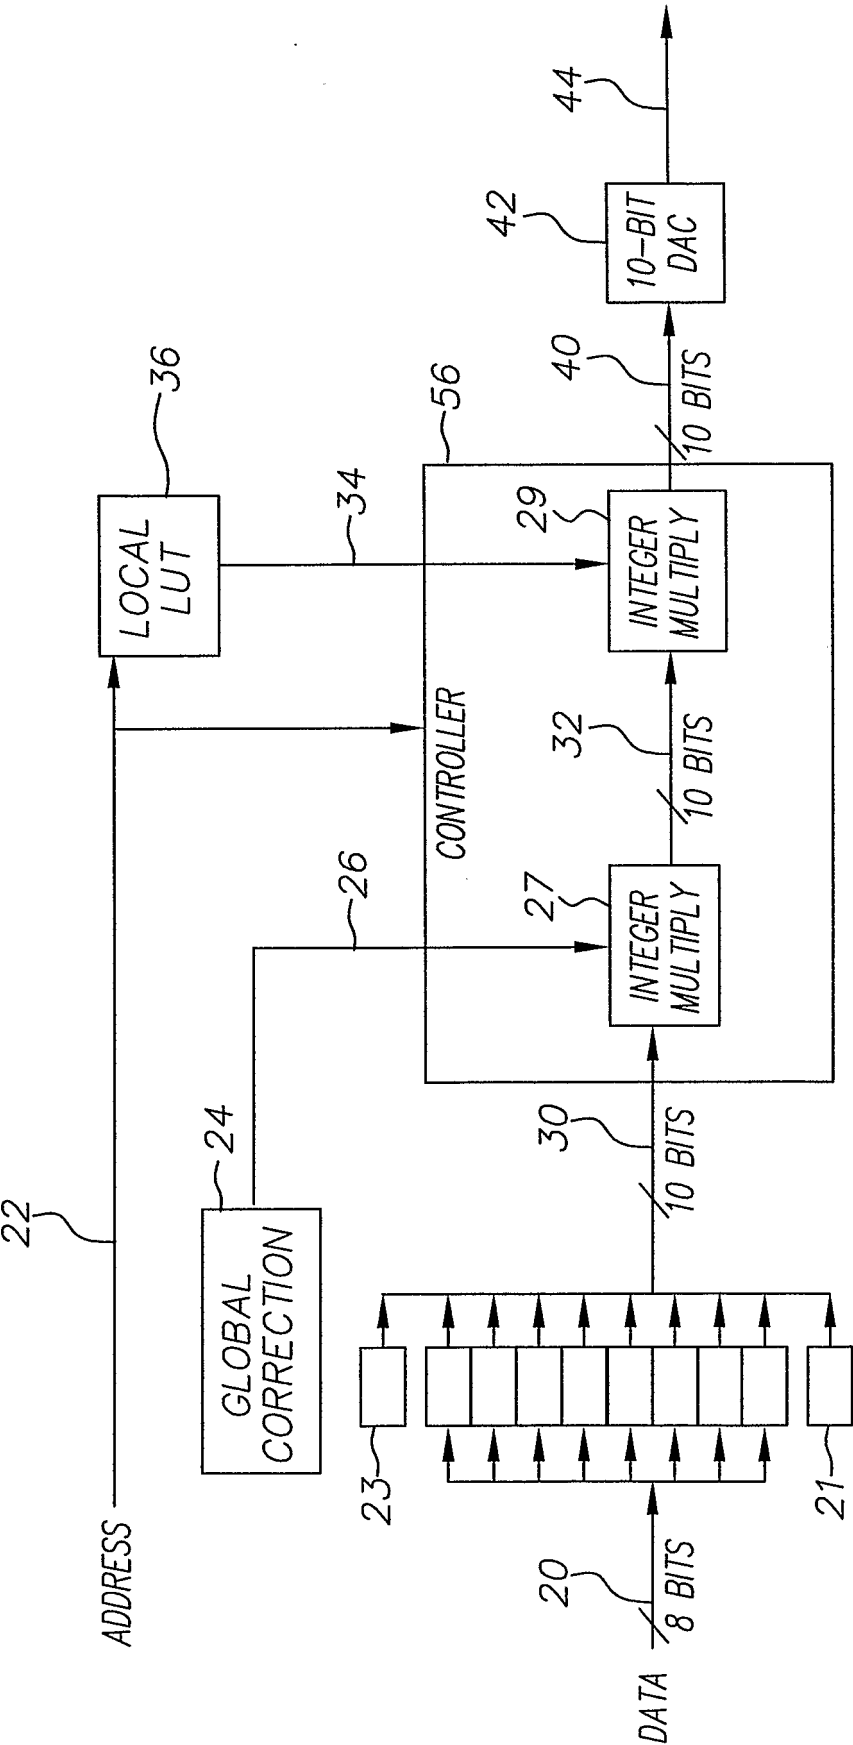 22
ADDRESS
36
LOCAL
LUT
34
24
GLOBAL
CORRECTION
26
56
CONTROLLER
23
21
20
8 BITS
DATA
30
10 BITS
27
INTEGER
MULTIPLY
32
10 BITS
29
INTEGER
MULTIPLY
40
10 BITS
42
10-BIT
DAC
44